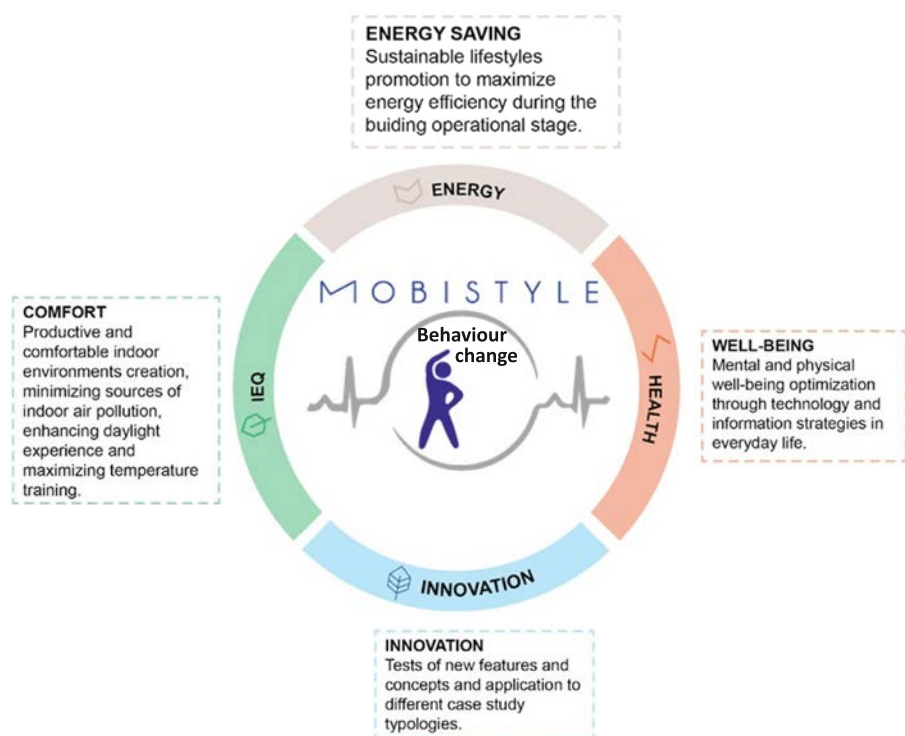 ENERGY SAVING
Sustainable lifestyles
promotion to maximize
energy efficiency during the
buiding operational stage.
ENERGY
MOBISTYLE
Behaviour
change
COMFORT
Productive and
comfortable indoor
environments creation,
minimizing sources of
indoor air pollution,
enhancing daylight
experience and
maximizing temperature
training.
IEQ
HEALTH
WELL-BEING
Mental and physical
well-being optimization
through technology and
information strategies in
everyday life.
INNOVATION
INNOVATION
Tests of new features and
concepts and application to
different case study
typologies.